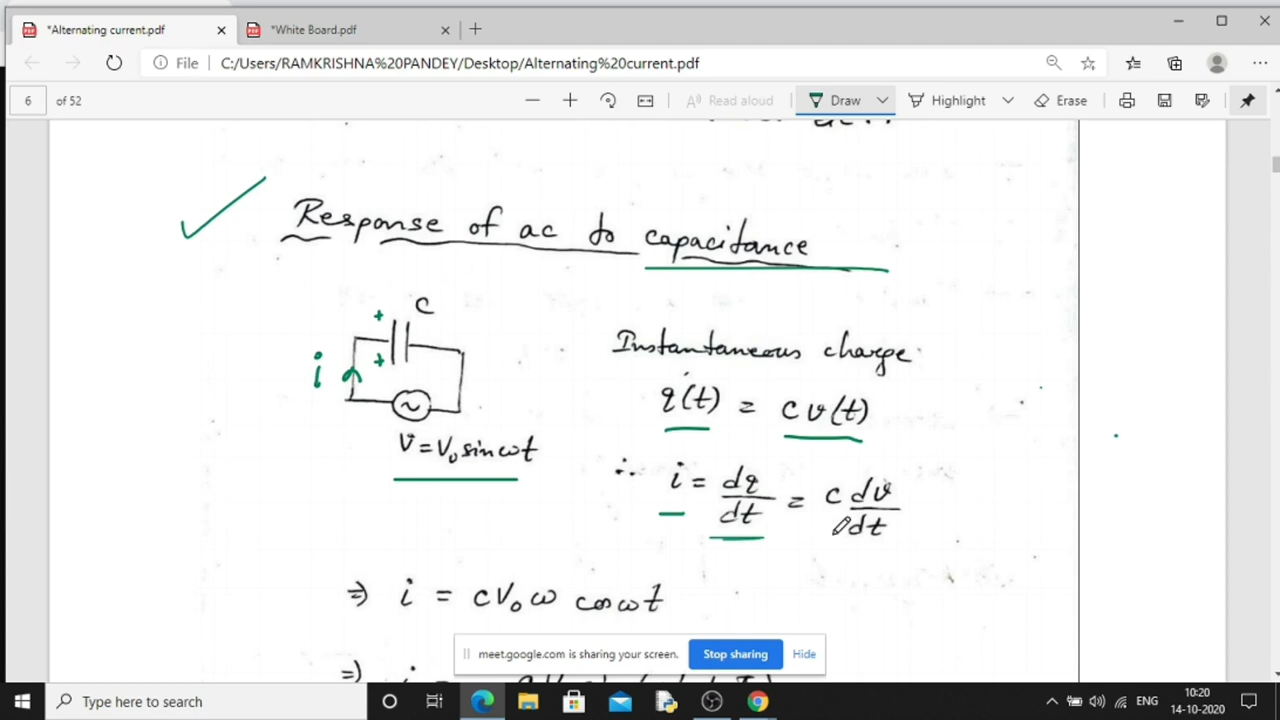 *Alternating current.pdf
*White Board.pdf
File C:/Users/RAMKRISHNA%20PANDEY/Desktop/Alternating%20current.pdf
6 of 52 Read aloud Draw Highlight Erase
Response of ac to capacitance
+ C
i +
V = V₀ sin ωt
Instantaneous charge
q(t) = c v(t)
∴ i = dq/dt = c dv/dt
⇒ i = cV₀ω cos ωt
meet.google.com is sharing your screen. Stop sharing Hide
⇒ i
Type here to search
ENG
10:20
14-10-2020